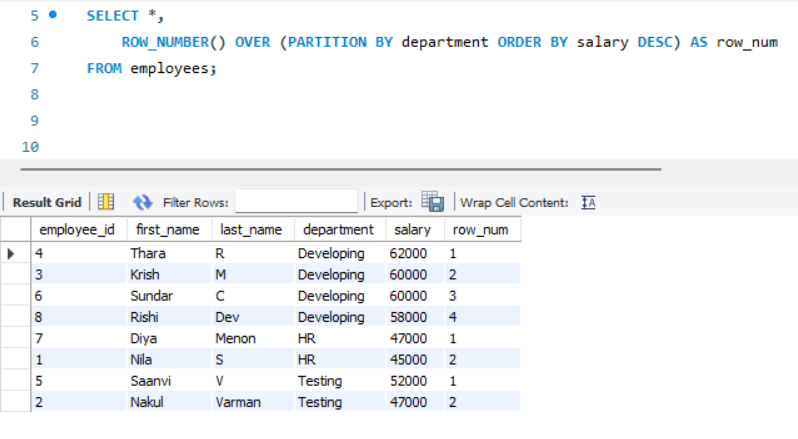 5 SELECT *,
6 ROW_NUMBER() OVER (PARTITION BY department ORDER BY salary DESC) AS row_num
7 FROM employees;
8
9
10
Result Grid Filter Rows: Export: Wrap Cell Content: IA
employee_id first_name last_name department salary row_num
4 Thara R Developing 62000 1
3 Krish M Developing 60000 2
6 Sundar C Developing 60000 3
8 Rishi Dev Developing 58000 4
7 Diya Menon HR 47000 1
1 Nila S HR 45000 2
5 Saanvi V Testing 52000 1
2 Nakul Varman Testing 47000 2